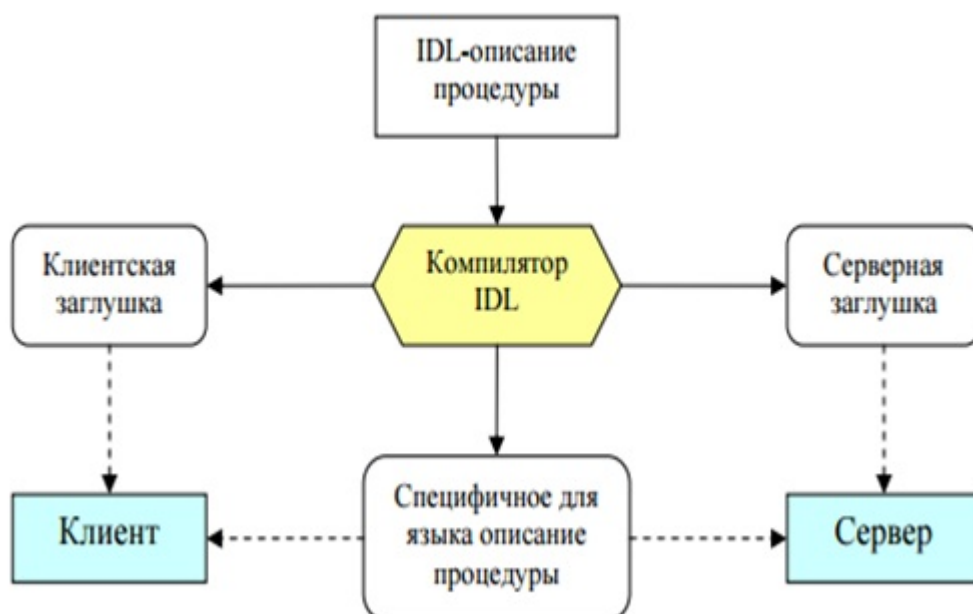 IDL-описание
процедуры
Клиентская
заглушка
Компилятор
IDL
Серверная
заглушка
Клиент
Специфичное для
языка описание
процедуры
Сервер